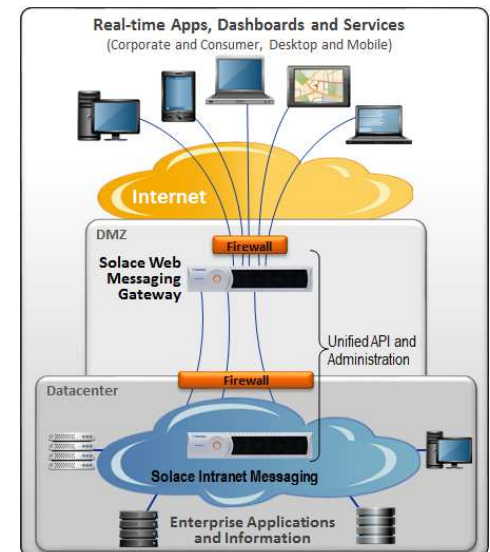 Real-time Apps, Dashboards and Services
(Corporate and Consumer, Desktop and Mobile)
Internet
DMZ
Firewall
Solace Web
Messaging
Gateway
Unified API and
Administration
Firewall
Datacenter
Solace Intranet Messaging
Enterprise Applications
and Information